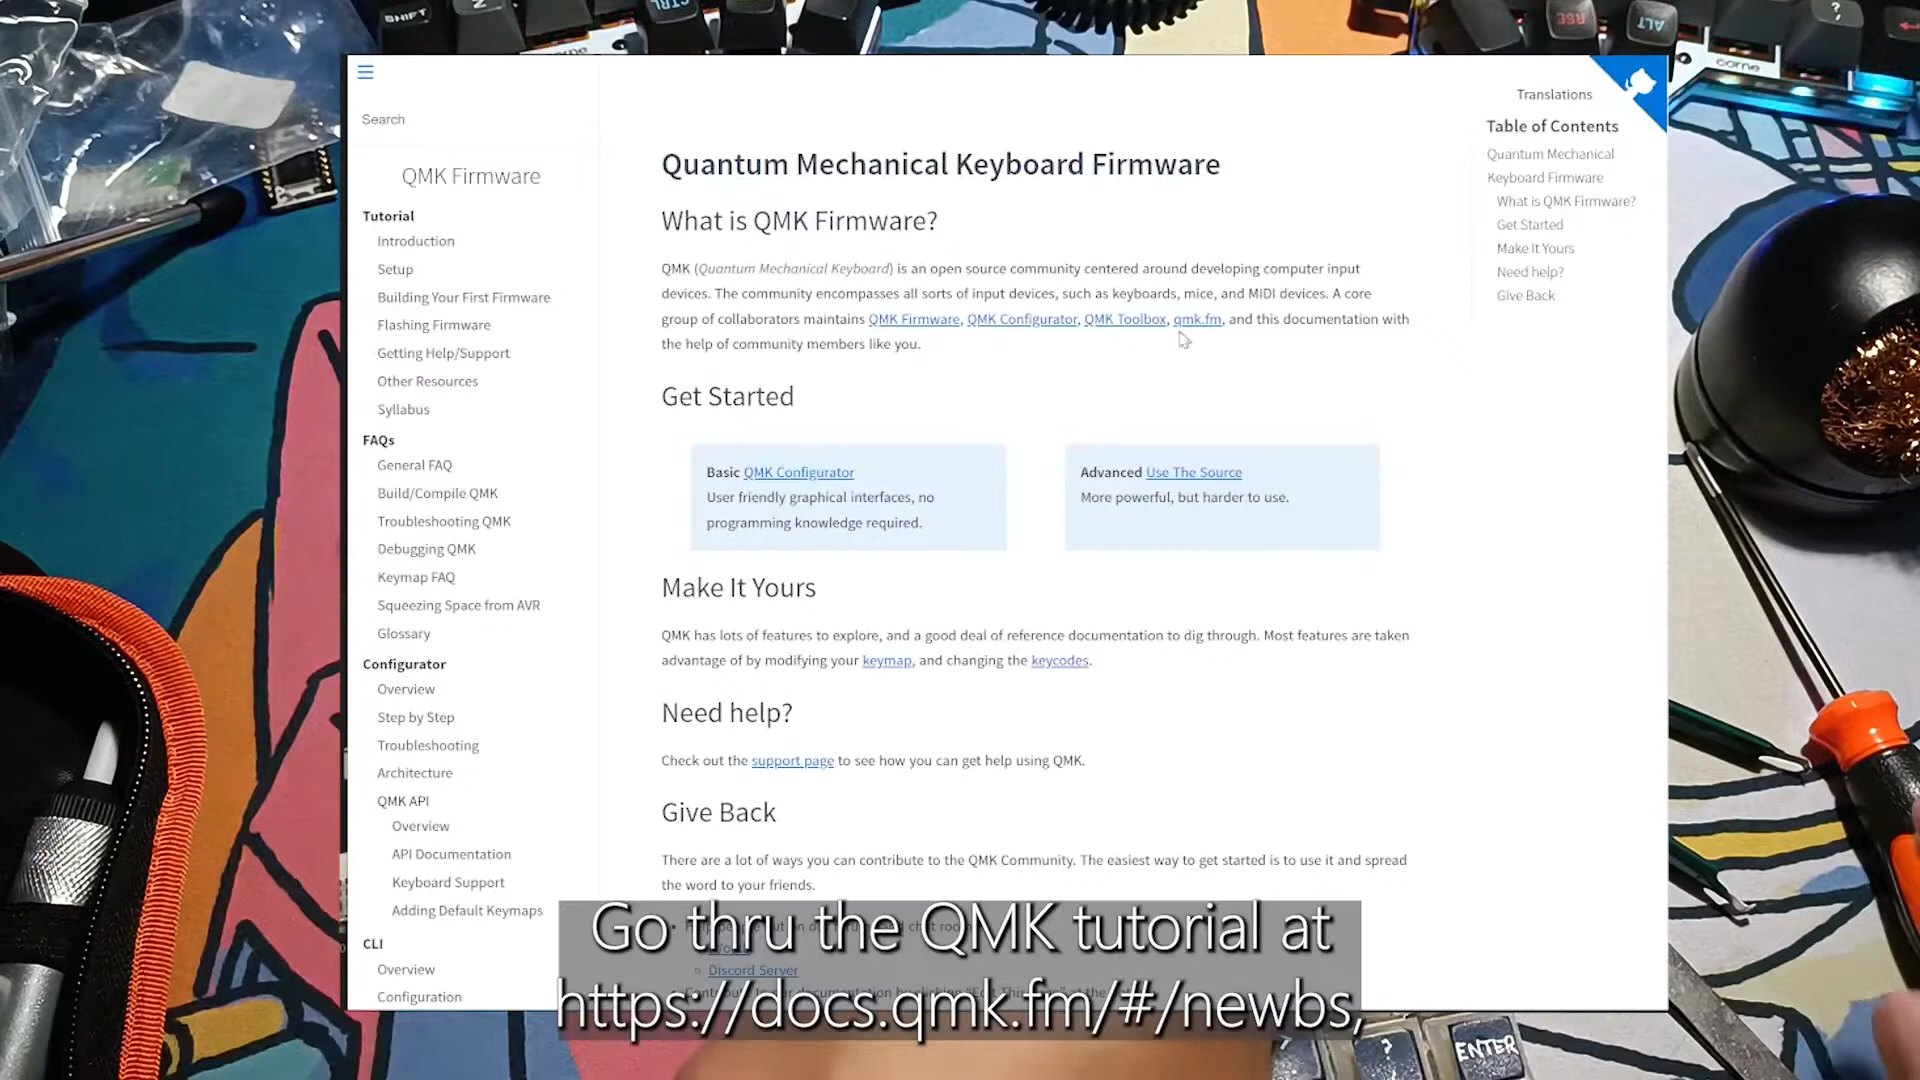 SHIFT
Z
CTRL
ALT
?
corne
corne
Search
QMK Firmware
Tutorial
Introduction
Setup
Building Your First Firmware
Flashing Firmware
Getting Help/Support
Other Resources
Syllabus
FAQs
General FAQ
Build/Compile QMK
Troubleshooting QMK
Debugging QMK
Keymap FAQ
Squeezing Space from AVR
Glossary
Configurator
Overview
Step by Step
Troubleshooting
Architecture
QMK API
Overview
API Documentation
Keyboard Support
Adding Default Keymaps
CLI
Overview
Configuration
Quantum Mechanical Keyboard Firmware
What is QMK Firmware?
QMK (Quantum Mechanical Keyboard) is an open source community centered around developing computer input
devices. The community encompasses all sorts of input devices, such as keyboards, mice, and MIDI devices. A core
group of collaborators maintains QMK Firmware, QMK Configurator, QMK Toolbox, qmk.fm, and this documentation with
the help of community members like you.
Get Started
Basic QMK Configurator
User friendly graphical interfaces, no
programming knowledge required.
Advanced Use The Source
More powerful, but harder to use.
Make It Yours
QMK has lots of features to explore, and a good deal of reference documentation to dig through. Most features are taken
advantage of by modifying your keymap, and changing the keycodes.
Need help?
Check out the support page to see how you can get help using QMK.
Give Back
There are a lot of ways you can contribute to the QMK Community. The easiest way to get started is to use it and spread
the word to your friends.
Discord Server
Translations
Table of Contents
Quantum Mechanical
Keyboard Firmware
What is QMK Firmware?
Get Started
Make It Yours
Need help?
Give Back
Go thru the QMK tutorial at
https://docs.qmk.fm/#/newbs,
?
ENTER